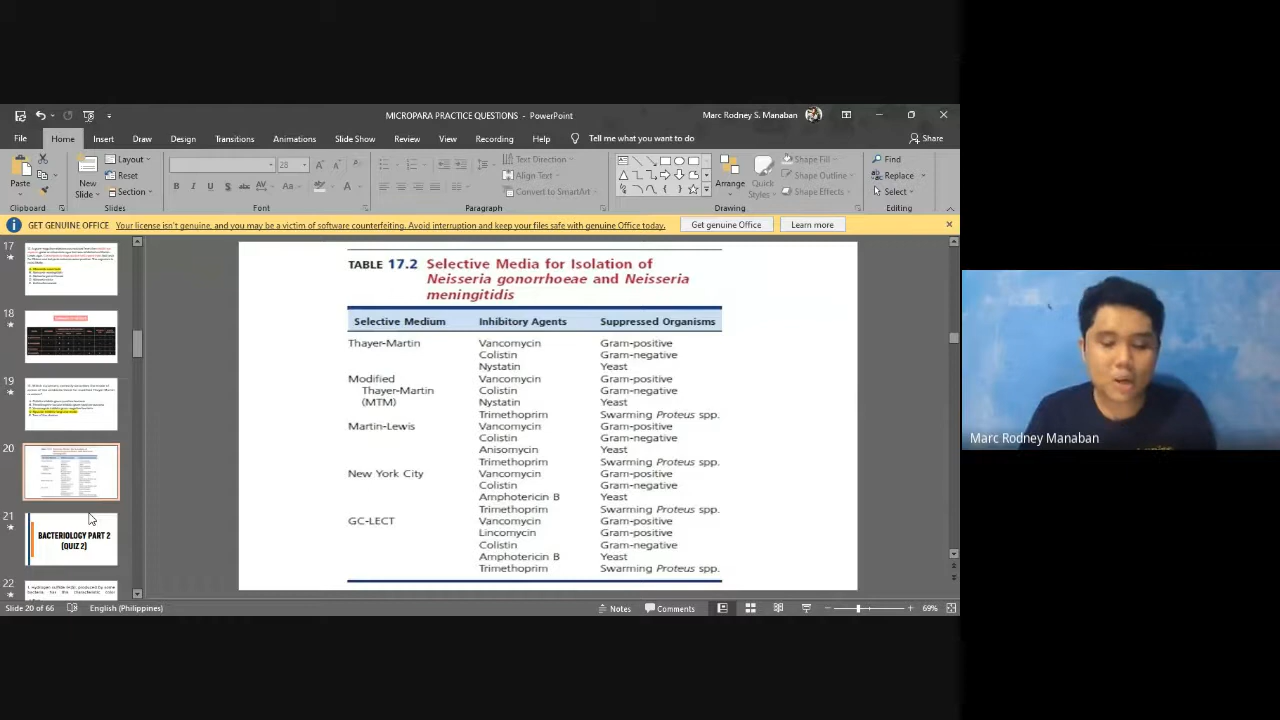 MICROPARA PRACTICE QUESTIONS - PowerPoint
Marc Rodney S. Manaban
File Home Insert Draw Design Transitions Animations Slide Show Review View Recording Help Tell me what you want to do Share
Paste
Clipboard
New Slide
Layout
Reset
Section
Slides
28
Font
Text Direction
Align Text
Convert to SmartArt
Paragraph
Arrange
Quick Styles
Shape Fill
Shape Outline
Shape Effects
Drawing
Find
Replace
Select
Editing
GET GENUINE OFFICE Your license isn't genuine, and you may be a victim of software counterfeiting. Avoid interruption and keep your files safe with genuine Office today. Get genuine Office Learn more
17
18
19
20
21
BACTERIOLOGY PART 2
(QUIZ 2)
22
TABLE 17.2 Selective Media for Isolation of
Neisseria gonorrhoeae and Neisseria
meningitidis
Selective Medium Inhibitory Agents Suppressed Organisms
Thayer-Martin Vancomycin Gram-positive
Colistin Gram-negative
Nystatin Yeast
Modified Vancomycin Gram-positive
Thayer-Martin Colistin Gram-negative
(MTM) Nystatin Yeast
Trimethoprim Swarming Proteus spp.
Martin-Lewis Vancomycin Gram-positive
Colistin Gram-negative
Anisomycin Yeast
Trimethoprim Swarming Proteus spp.
New York City Vancomycin Gram-positive
Colistin Gram-negative
Amphotericin B Yeast
Trimethoprim Swarming Proteus spp.
GC-LECT Vancomycin Gram-positive
Lincomycin Gram-positive
Colistin Gram-negative
Amphotericin B Yeast
Trimethoprim Swarming Proteus spp.
Marc Rodney Manaban
Slide 20 of 66 English (Philippines) Notes Comments 69%